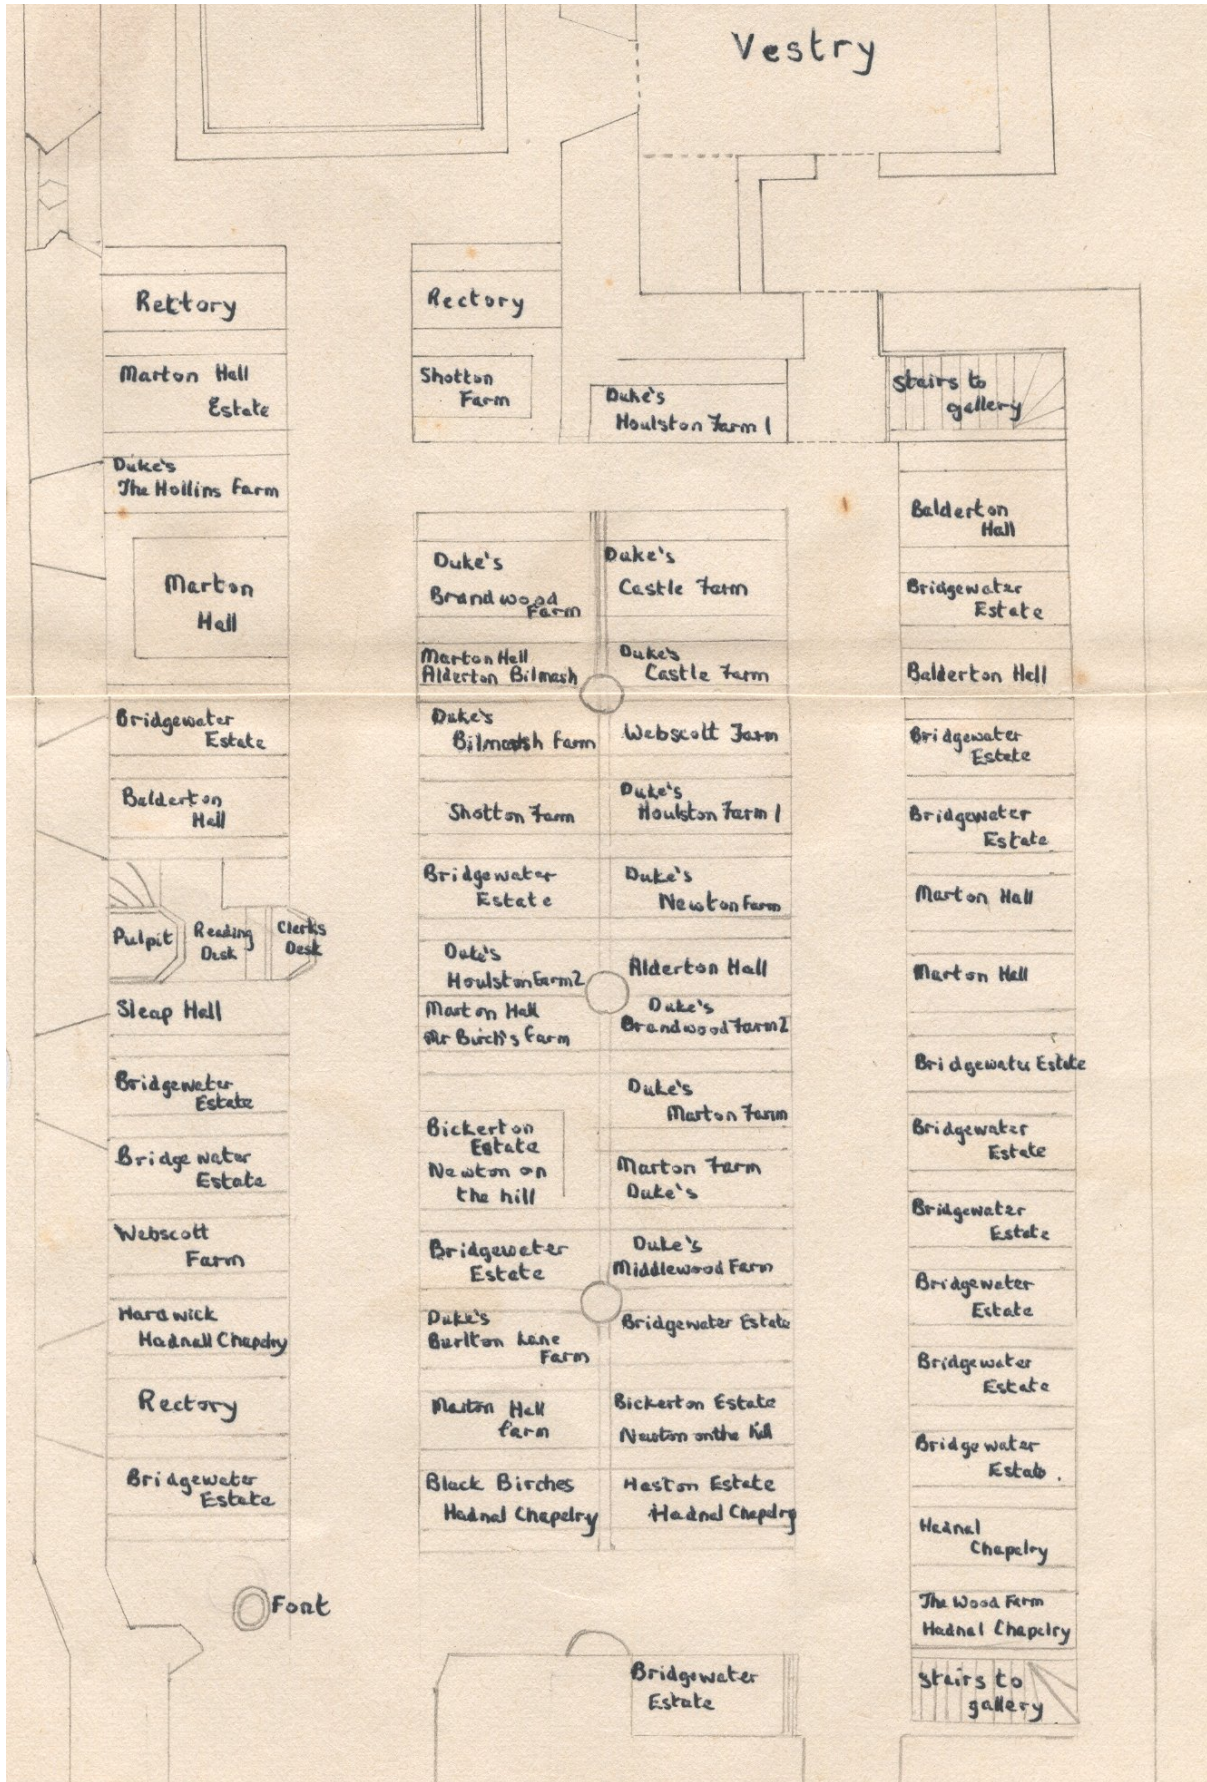 Vestry
Rectory
Marton Hall
Estate
Duke's
The Hollins Farm
Marton
Hall
Bridgewater
Estate
Balderton
Hall
Pulpit
Reading
Desk
Clerk's
Desk
Sleap Hall
Bridgewater
Estate
Bridgewater
Estate
Webscott
Farm
Hardwick
Hadnall Chapelry
Rectory
Bridgewater
Estate
Font
Rectory
Shotton
Farm
Duke's
Houlston Farm 1
Duke's
Brandwood
Farm
Marton Hall
Alderton Bilmash
Duke's
Bilmarsh Farm
Shotton Farm
Bridgewater
Estate
Duke's
Houlston Farm 2
Marton Hall
Mr Birch's Farm
Bickerton
Estate
Newton on
the hill
Bridgewater
Estate
Duke's
Burlton Lane
Farm
Marton Hall
farm
Black Birches
Hadnal Chapelry
Duke's
Castle Farm
Duke's
Castle Farm
Webscott Farm
Duke's
Houlston Farm 1
Duke's
Newton Farm
Alderton Hall
Duke's
Brandwood Farm 2
Duke's
Marton Farm
Marton Farm
Duke's
Duke's
Middlewood Farm
Bridgewater Estate
Bickerton Estate
Newton on the hill
Haston Estate
Hadnal Chapelry
Bridgewater
Estate
Stairs to
gallery
Balderton
Hall
Bridgewater
Estate
Balderton Hall
Bridgewater
Estate
Bridgewater
Estate
Marton Hall
Marton Hall
Bridgewater Estate
Bridgewater
Estate
Bridgewater
Estate
Bridgewater
Estate
Bridgewater
Estate
Bridgewater
Estate.
Hadnal
Chapelry
The Wood Farm
Hadnal Chapelry
Stairs to
gallery